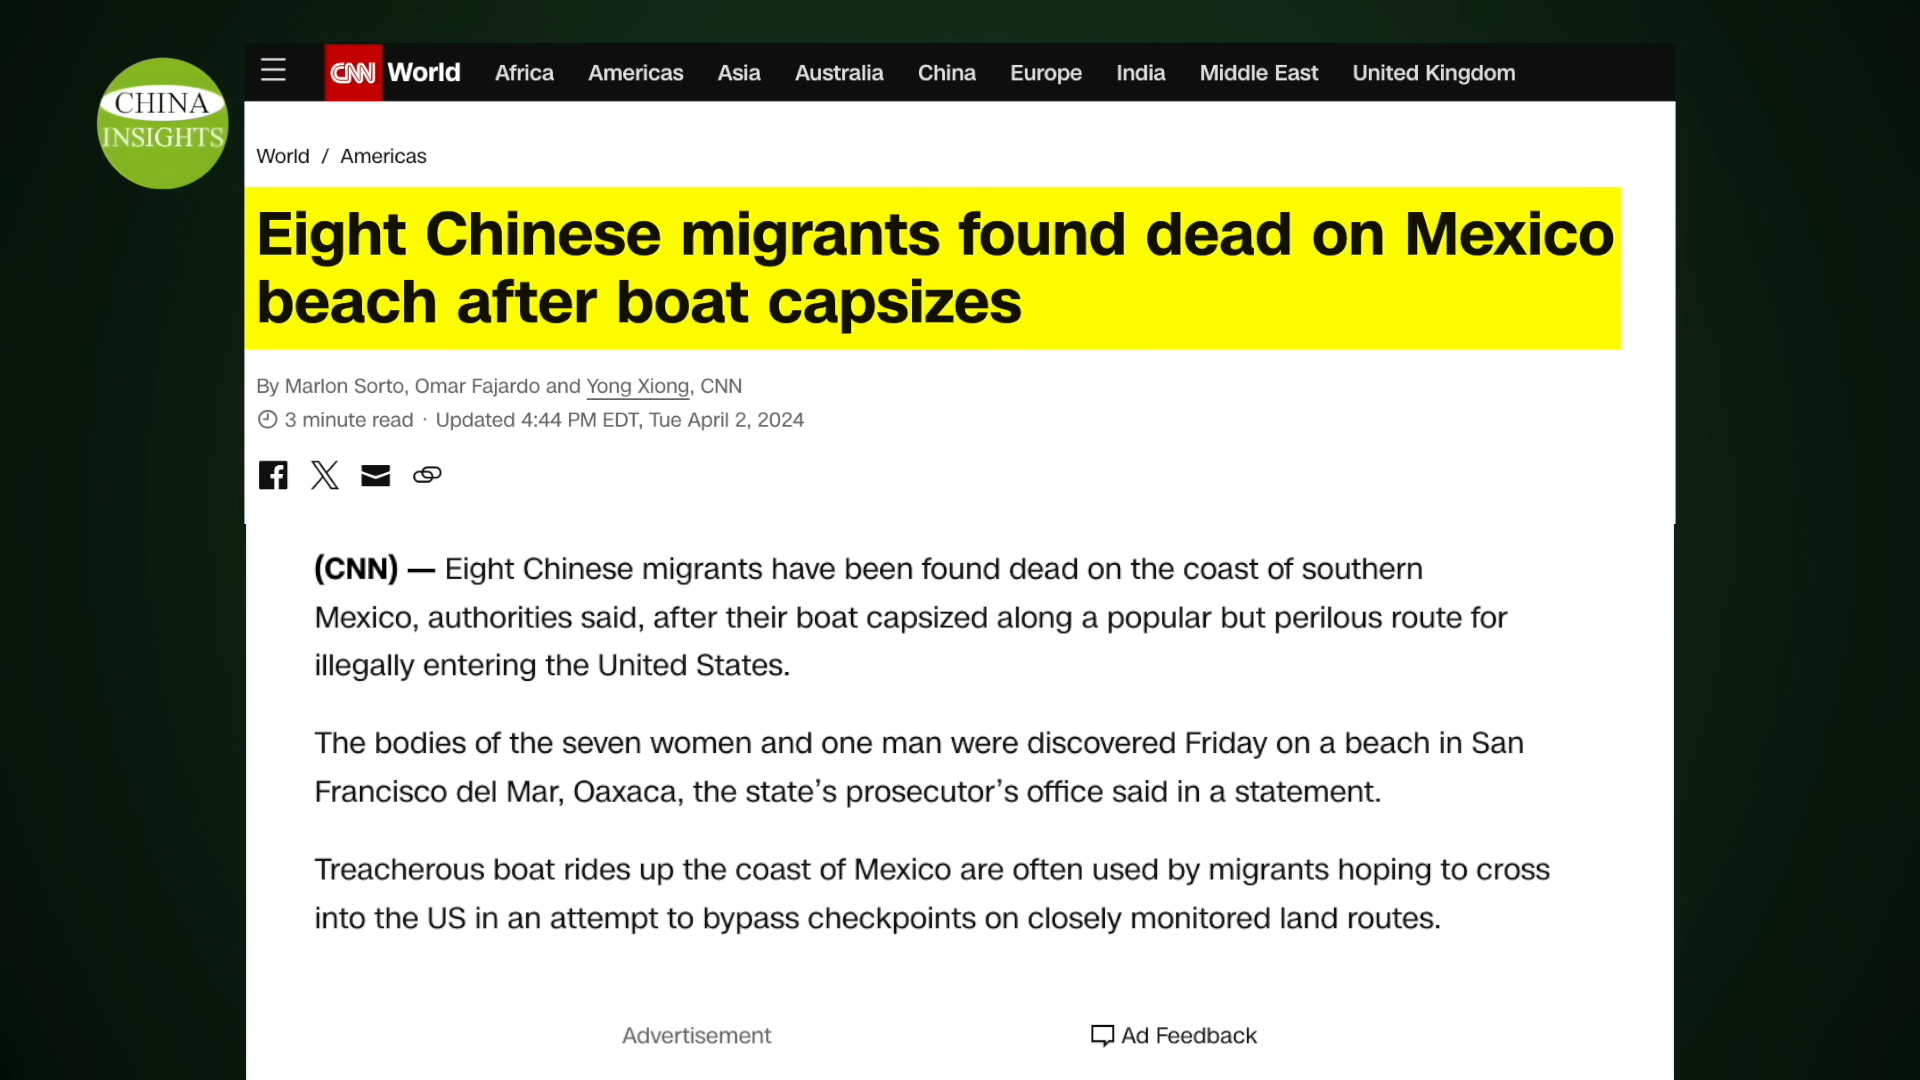 CHINA
INSIGHTS
CNN World Africa Americas Asia Australia China Europe India Middle East United Kingdom
World / Americas
Eight Chinese migrants found dead on Mexico
beach after boat capsizes
By Marlon Sorto, Omar Fajardo and Yong Xiong, CNN
3 minute read · Updated 4:44 PM EDT, Tue April 2, 2024
(CNN) — Eight Chinese migrants have been found dead on the coast of southern
Mexico, authorities said, after their boat capsized along a popular but perilous route for
illegally entering the United States.
The bodies of the seven women and one man were discovered Friday on a beach in San
Francisco del Mar, Oaxaca, the state’s prosecutor’s office said in a statement.
Treacherous boat rides up the coast of Mexico are often used by migrants hoping to cross
into the US in an attempt to bypass checkpoints on closely monitored land routes.
Advertisement
Ad Feedback